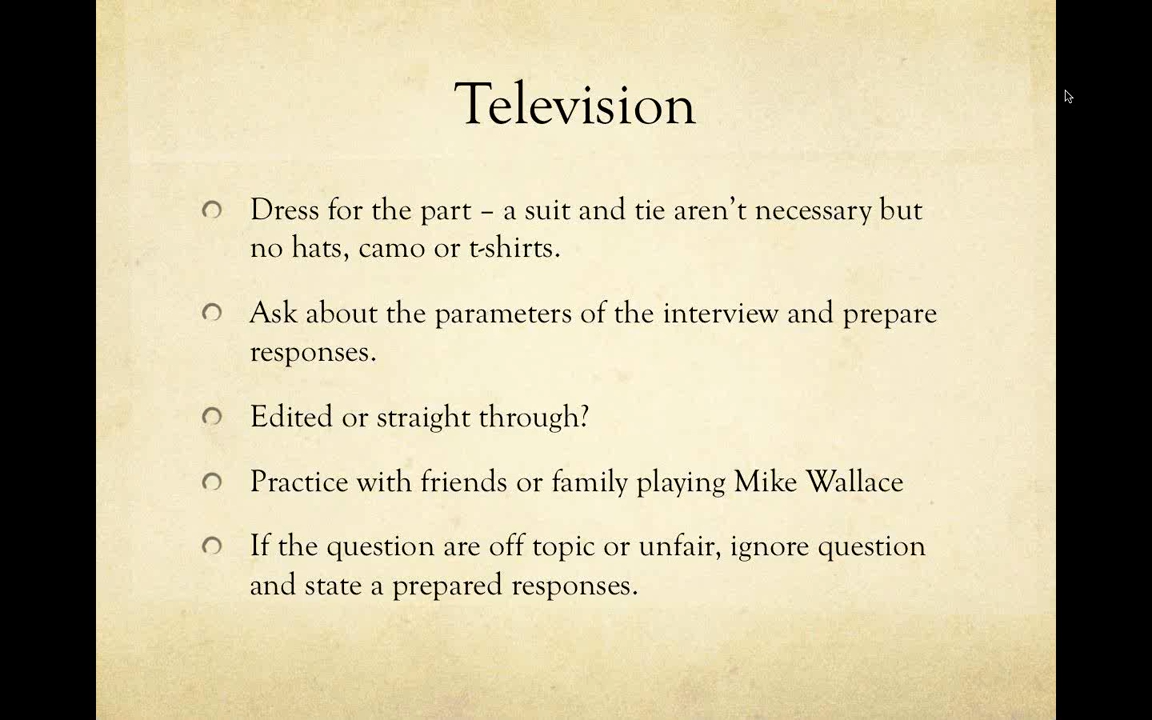 Television
Dress for the part – a suit and tie aren’t necessary but
no hats, camo or t-shirts.
Ask about the parameters of the interview and prepare
responses.
Edited or straight through?
Practice with friends or family playing Mike Wallace
If the question are off topic or unfair, ignore question
and state a prepared responses.